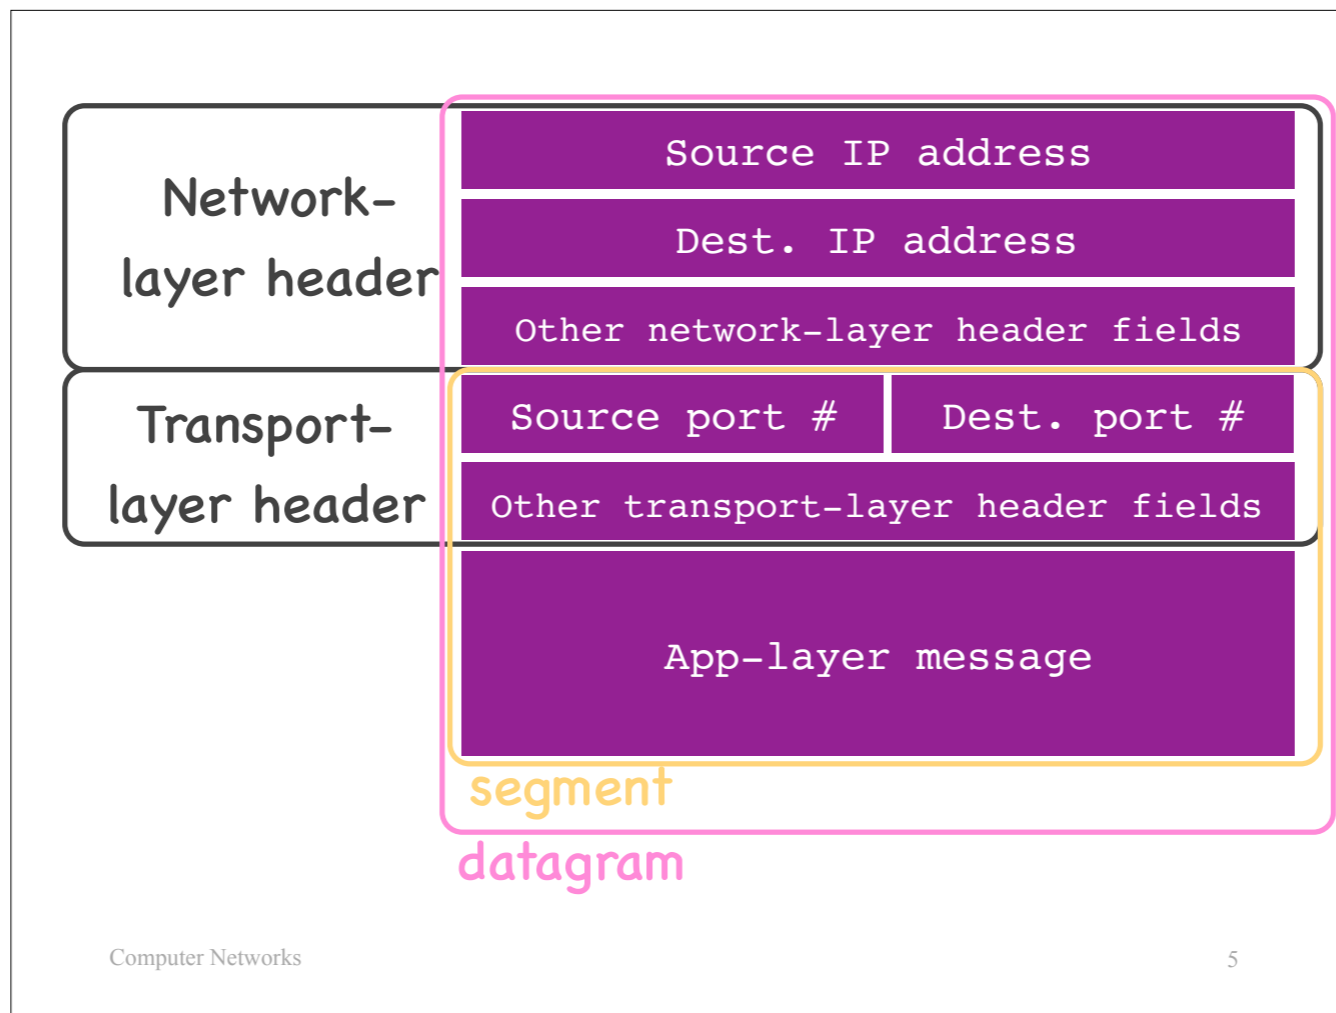 Network-
layer header
Source IP address
Dest. IP address
Other network-layer header fields
Transport-
layer header
Source port #
Dest. port #
Other transport-layer header fields
App-layer message
segment
datagram
Computer Networks
5